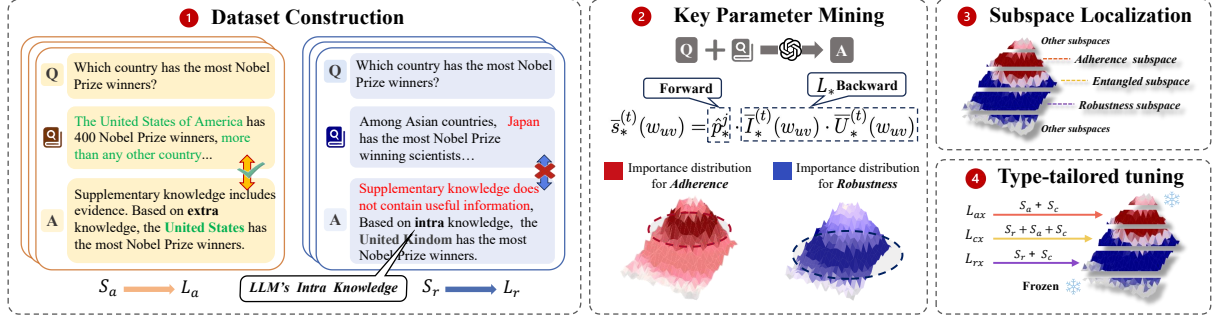 1 Dataset Construction
Q
Which country has the most Nobel
Prize winners?
The United States of America has
400 Nobel Prize winners, more
than any other country...
A
Supplementary knowledge includes
evidence. Based on extra
knowledge, the United States has
the most Nobel Prize winners.
S_a L_a
Q
Which country has the most Nobel
Prize winners?
Among Asian countries, Japan
has the most Nobel Prize
winning scientists…
A
Supplementary knowledge does
not contain useful information,
Based on intra knowledge, the
United Kindom has the most
Nobel Prize winners.
LLM's Intra Knowledge
S_r L_r
2 Key Parameter Mining
Q + A
Forward
L_* Backward
s̅_*^(t)(w_uv) = p̂_*^j · I̅_*^(t)(w_uv) · U̅_*^(t)(w_uv)
Importance distribution
for Adherence
Importance distribution
for Robustness
3 Subspace Localization
Other subspaces
Adherence subspace
Entangled subspace
Robustness subspace
Other subspaces
4 Type-tailored tuning
L_ax S_a + S_c
L_cx S_r + S_a + S_c
L_rx S_r + S_c
Frozen